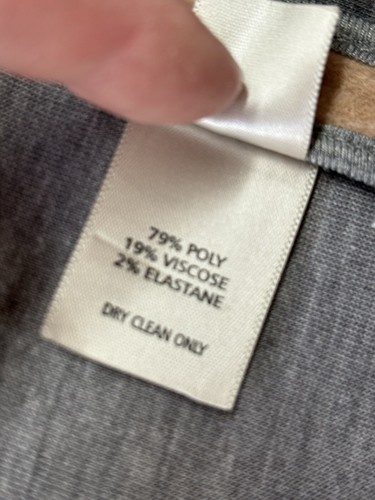 79% POLY
19% VISCOSE
2% ELASTANE
DRY CLEAN ONLY